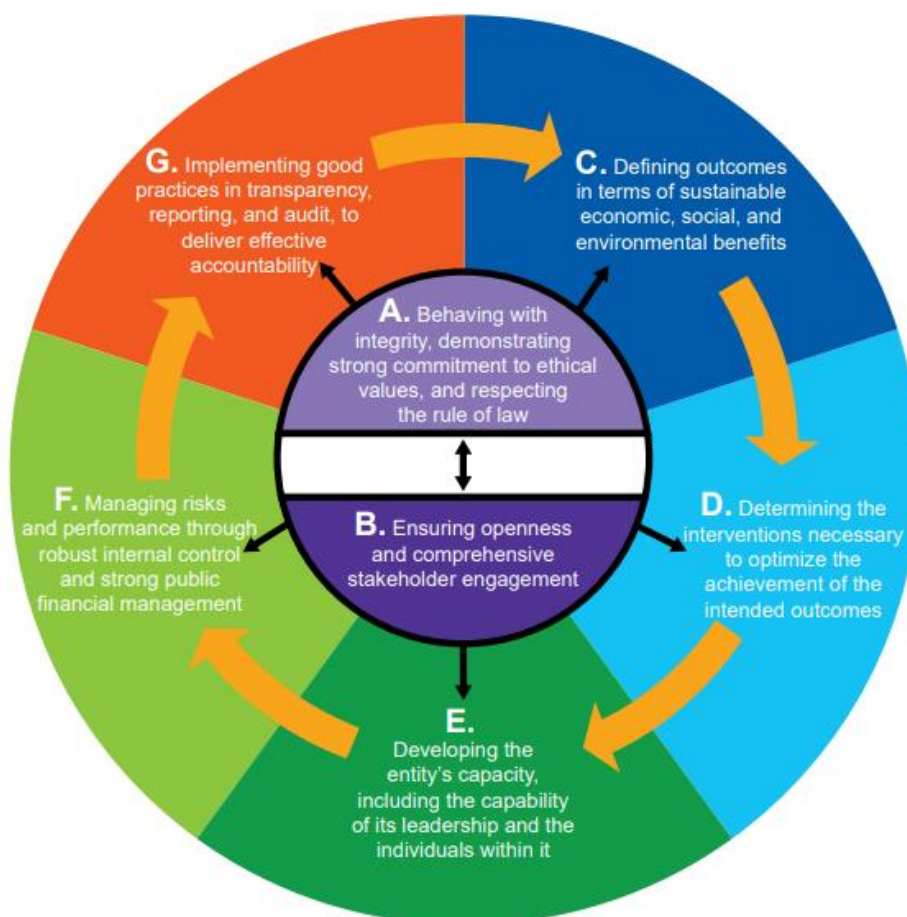 G. Implementing good
practices in transparency,
reporting, and audit, to
deliver effective
accountability
C. Defining outcomes
in terms of sustainable
economic, social, and
environmental benefits
A. Behaving with
integrity, demonstrating
strong commitment to ethical
values, and respecting
the rule of law
B. Ensuring openness
and comprehensive
stakeholder engagement
D. Determining the
interventions necessary
to optimize the
achievement of the
intended outcomes
F. Managing risks
and performance through
robust internal control
and strong public
financial management
E.
Developing the
entity's capacity,
including the capability
of its leadership and the
individuals within it